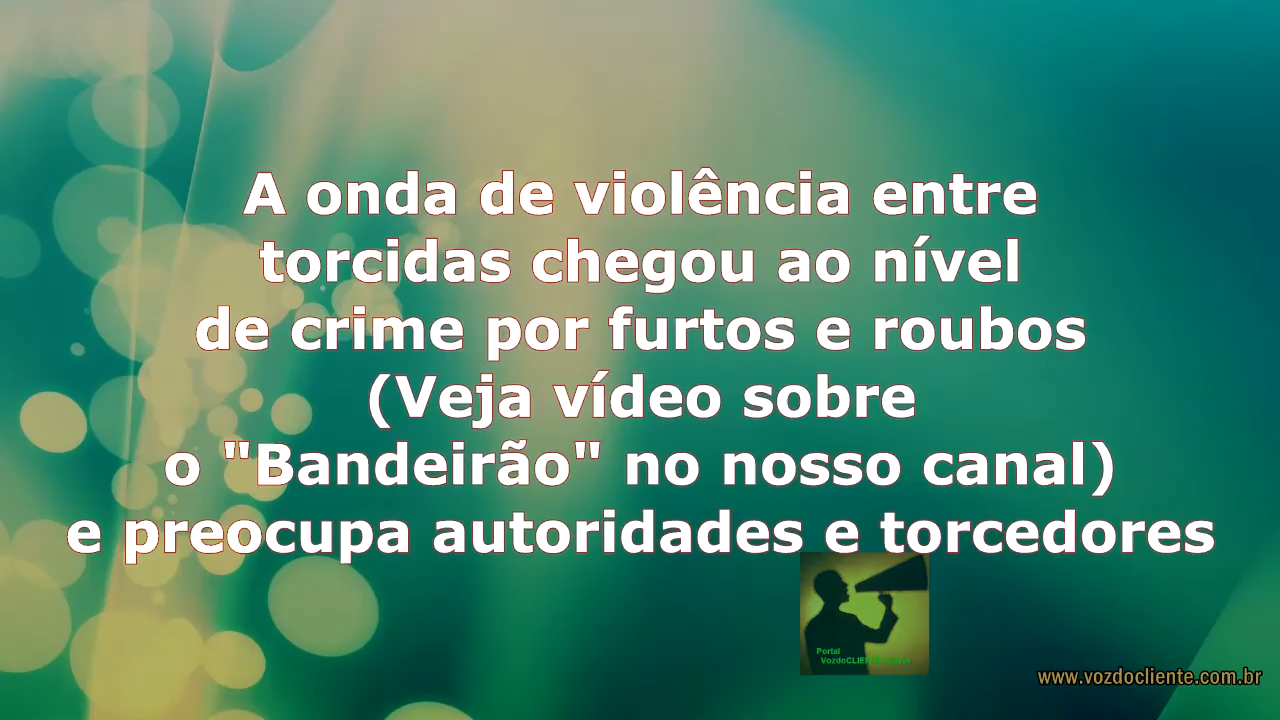 A onda de violência entre
torcidas chegou ao nível
de crime por furtos e roubos
(Veja vídeo sobre
o "Bandeirão" no nosso canal)
e preocupa autoridades e torcedores
Portal
www.vozdocliente.com.br